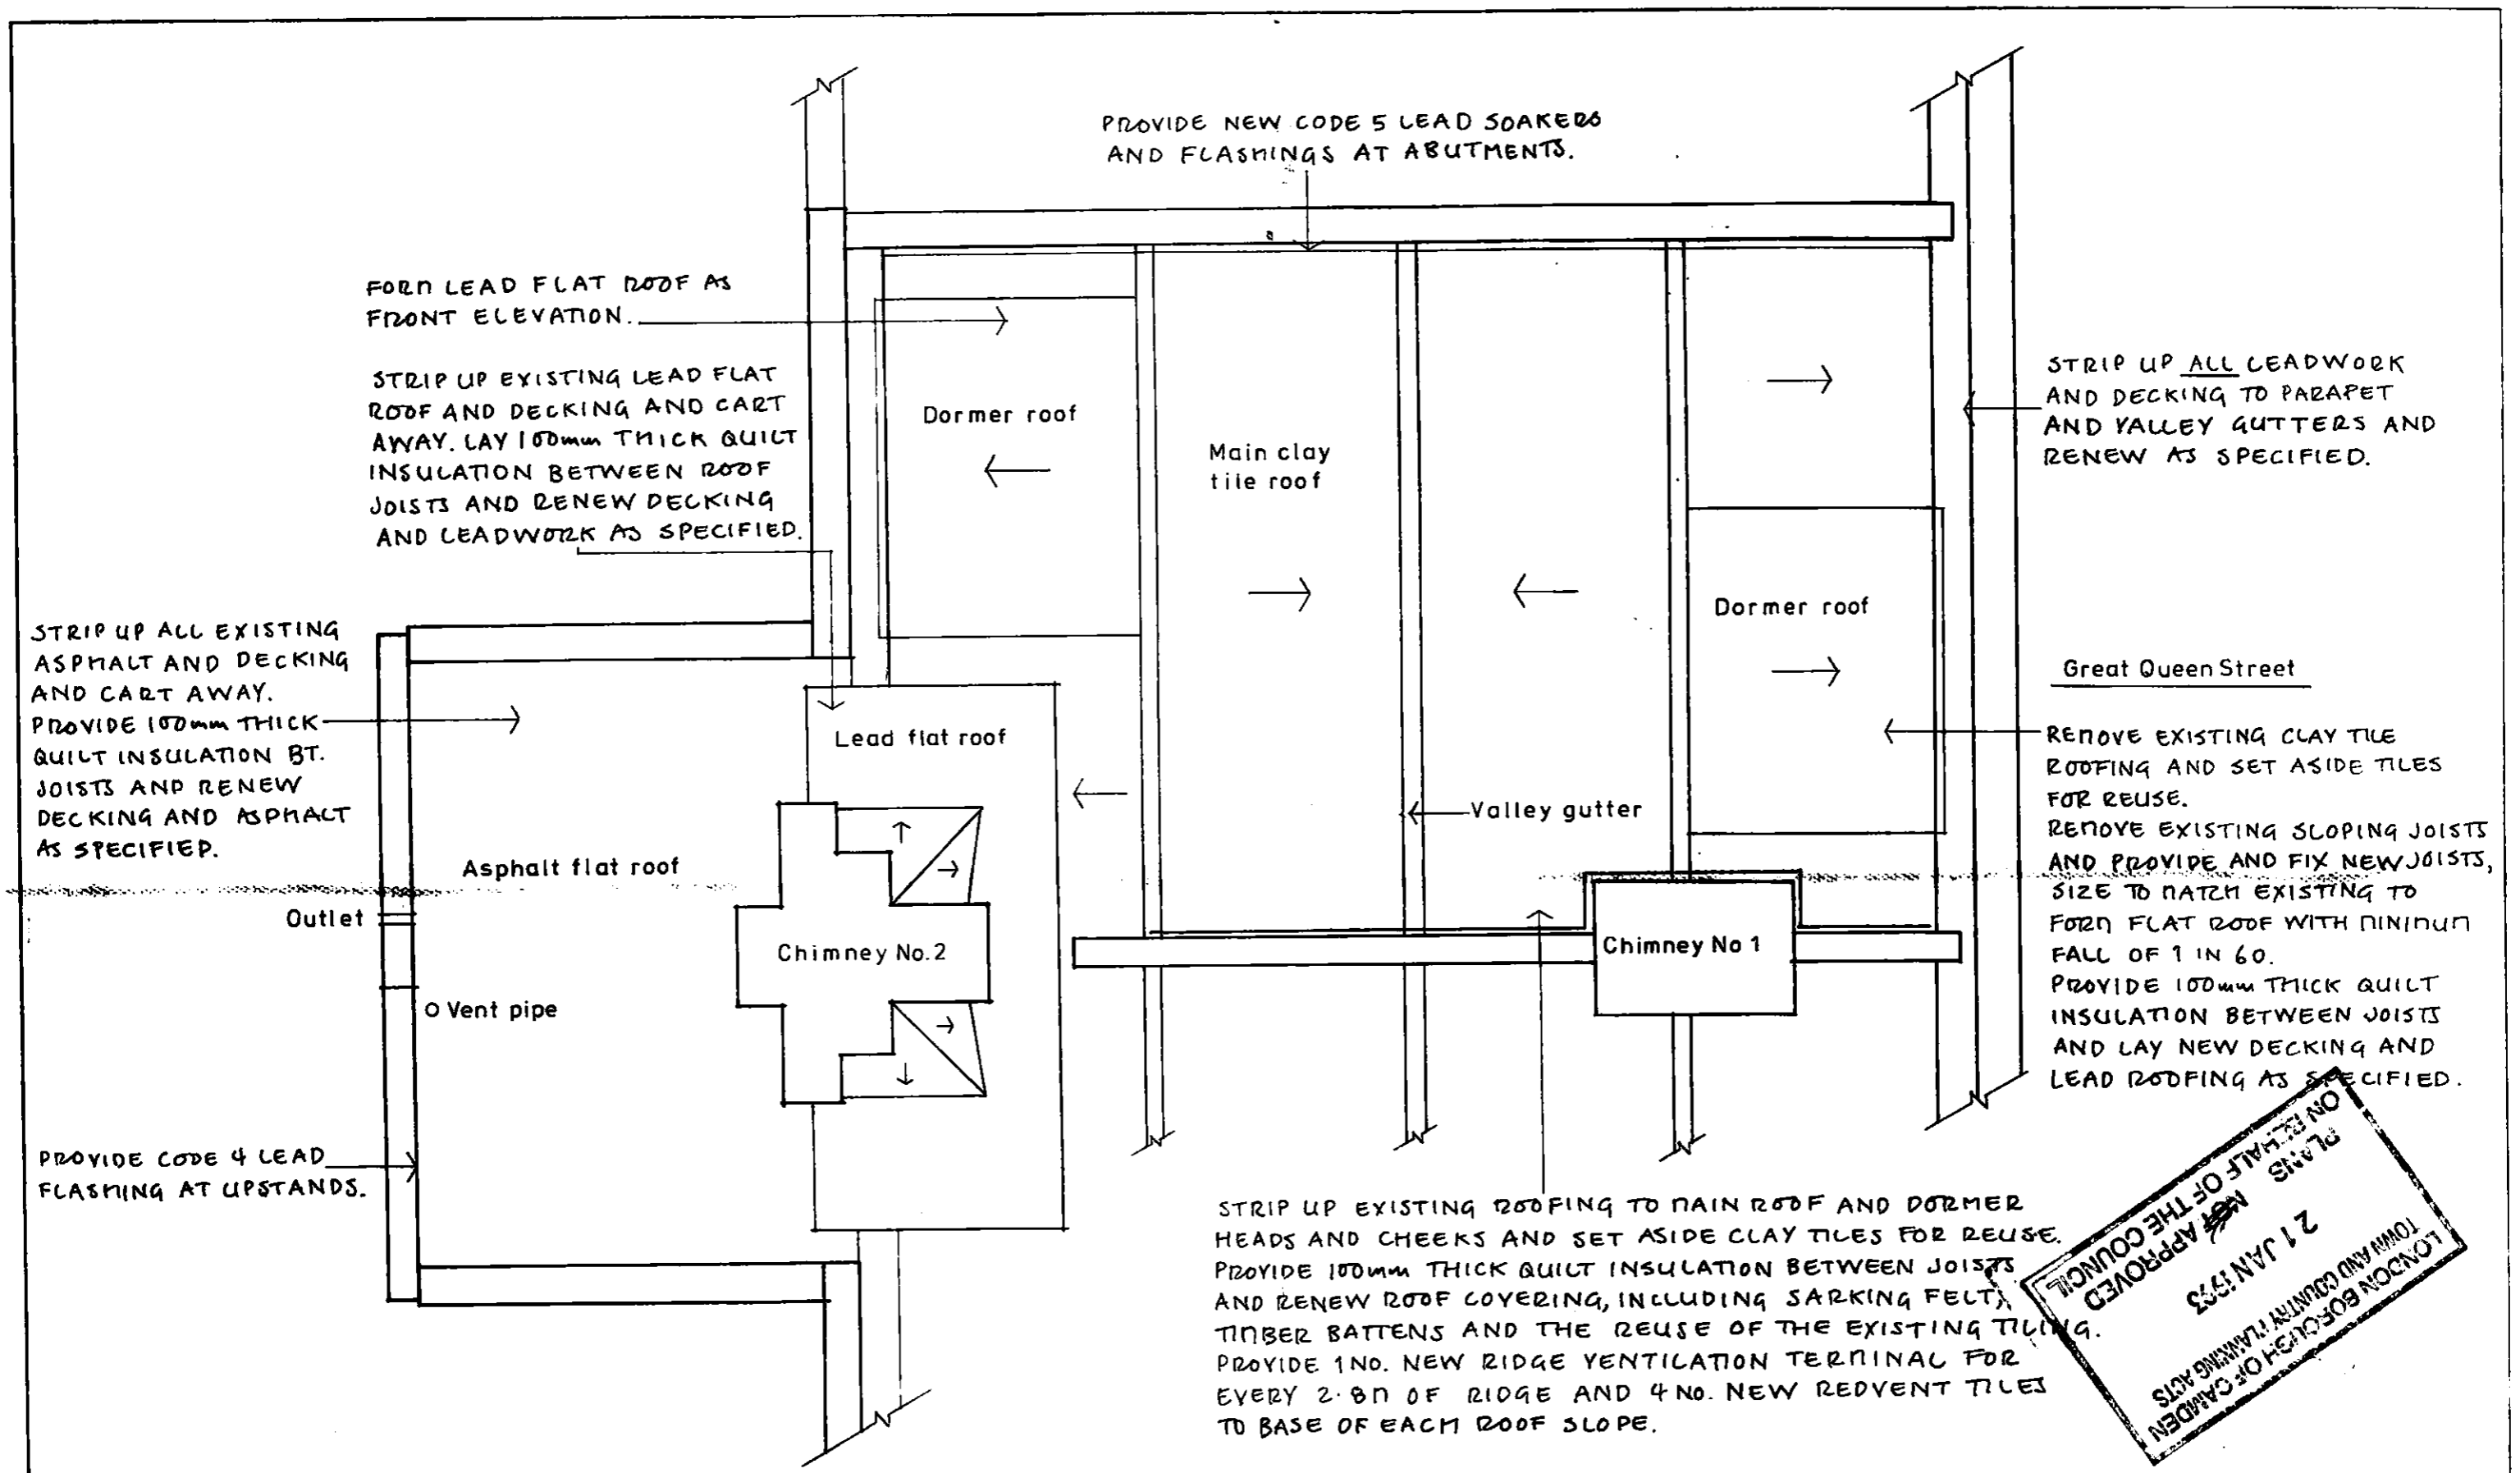 PROVIDE NEW CODE 5 LEAD SOAKERS
AND FLASHINGS AT ABUTMENTS.
FORM LEAD FLAT ROOF AS
FRONT ELEVATION.
STRIP UP EXISTING LEAD FLAT
ROOF AND DECKING AND CART
AWAY. LAY 100mm THICK QUILT
INSULATION BETWEEN ROOF
JOISTS AND RENEW DECKING
AND LEADWORK AS SPECIFIED.
Dormer roof
Main clay
tile roof
STRIP UP ALL LEADWORK
AND DECKING TO PARAPET
AND VALLEY GUTTERS AND
RENEW AS SPECIFIED.
STRIP UP ALL EXISTING
ASPHALT AND DECKING
AND CART AWAY.
PROVIDE 100mm THICK
QUILT INSULATION BT.
JOISTS AND RENEW
DECKING AND ASPHALT
AS SPECIFIED.
Dormer roof
Great Queen Street
Lead flat roof
Valley gutter
REMOVE EXISTING CLAY TILE
ROOFING AND SET ASIDE TILES
FOR REUSE.
REMOVE EXISTING SLOPING JOISTS
AND PROVIDE AND FIX NEW JOISTS,
SIZE TO MATCH EXISTING TO
FORM FLAT ROOF WITH MINIMUM
FALL OF 1 IN 60.
PROVIDE 100mm THICK QUILT
INSULATION BETWEEN JOISTS
AND LAY NEW DECKING AND
LEAD ROOFING AS SPECIFIED.
Asphalt flat roof
Outlet
Chimney No.2
Chimney No 1
Vent pipe
PROVIDE CODE 4 LEAD
FLASHING AT UPSTANDS.
STRIP UP EXISTING ROOFING TO MAIN ROOF AND DORMER
HEADS AND CHEEKS AND SET ASIDE CLAY TILES FOR REUSE.
PROVIDE 100mm THICK QUILT INSULATION BETWEEN JOISTS
AND RENEW ROOF COVERING, INCLUDING SARKING FELT,
TIMBER BATTENS AND THE REUSE OF THE EXISTING TILING.
PROVIDE 1 NO. NEW RIDGE VENTILATION TERMINAL FOR
EVERY 2.8M OF RIDGE AND 4 NO. NEW REDVENT TILES
TO BASE OF EACH ROOF SLOPE.
LONDON BOROUGH OF CAMDEN
TOWN AND COUNTRY PLANNING ACTS
21 JAN 1993
PLANS NOT APPROVED
ON BEHALF OF THE COUNCIL